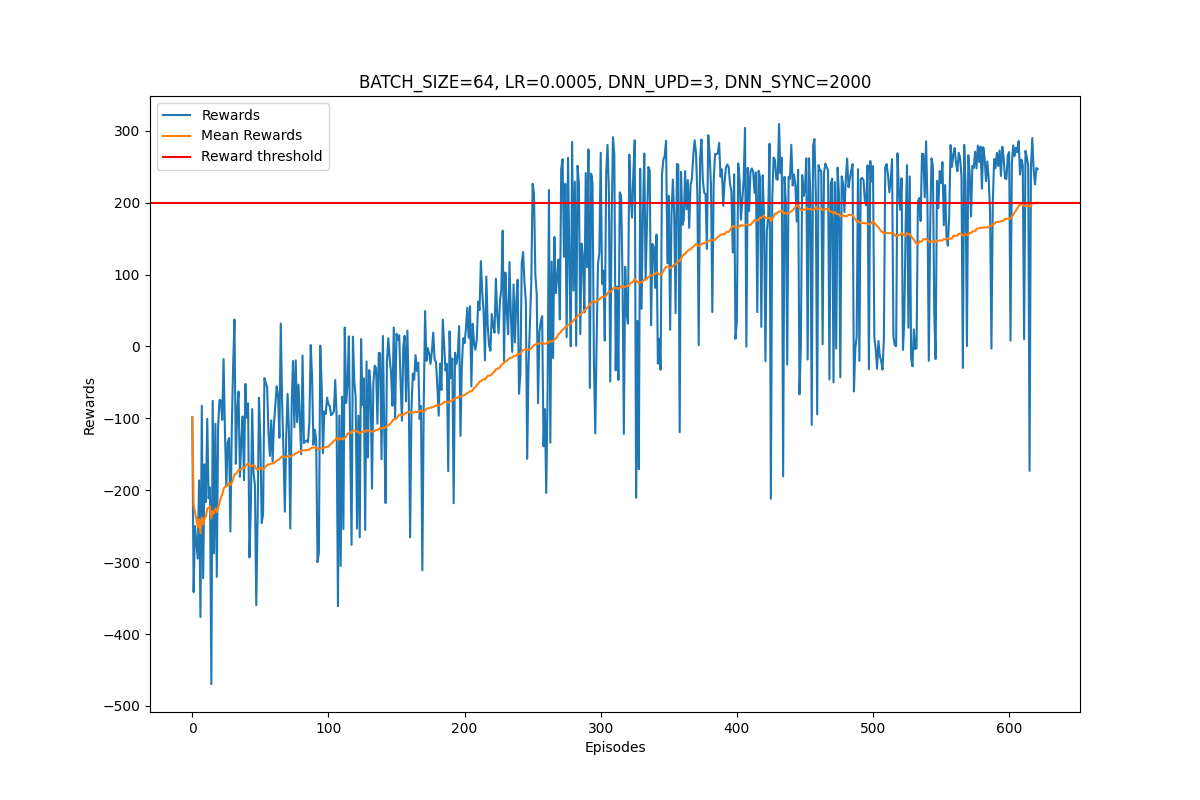 BATCH_SIZE=64, LR=0.0005, DNN_UPD=3, DNN_SYNC=2000
Rewards
Mean Rewards
Reward threshold
300
200
100
0
−100
−200
−300
−400
−500
Rewards
0 100 200 300 400 500 600
Episodes